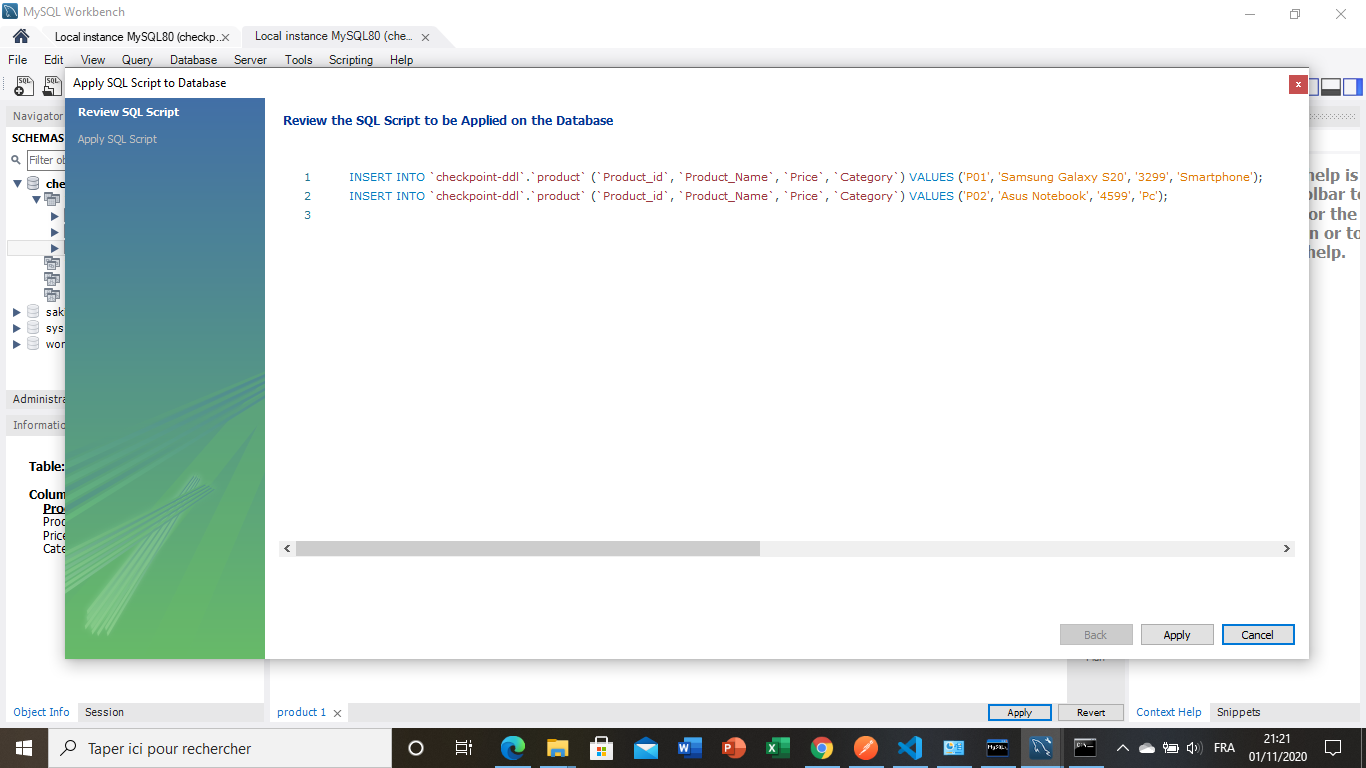 MySQL Workbench
Local instance MySQL80 (checkp... Local instance MySQL80 (che...
File Edit View Query Database Server Tools Scripting Help
Apply SQL Script to Database
Navigator
SCHEMAS
Filter ob
che
sak
sys
wor
Administra
Informatio
Table:
Colum
Proc
Price
Cate
Review SQL Script
Apply SQL Script
Review the SQL Script to be Applied on the Database
1 INSERT INTO `checkpoint-ddl`.`product` (`Product_id`, `Product_Name`, `Price`, `Category`) VALUES ('P01', 'Samsung Galaxy S20', '3299', 'Smartphone');
2 INSERT INTO `checkpoint-ddl`.`product` (`Product_id`, `Product_Name`, `Price`, `Category`) VALUES ('P02', 'Asus Notebook', '4599', 'Pc');
3
Back Apply Cancel
help is
olbar to
or the
n or to
help.
Object Info Session product 1 Apply Revert Context Help Snippets
Taper ici pour rechercher
FRA
21:21
01/11/2020